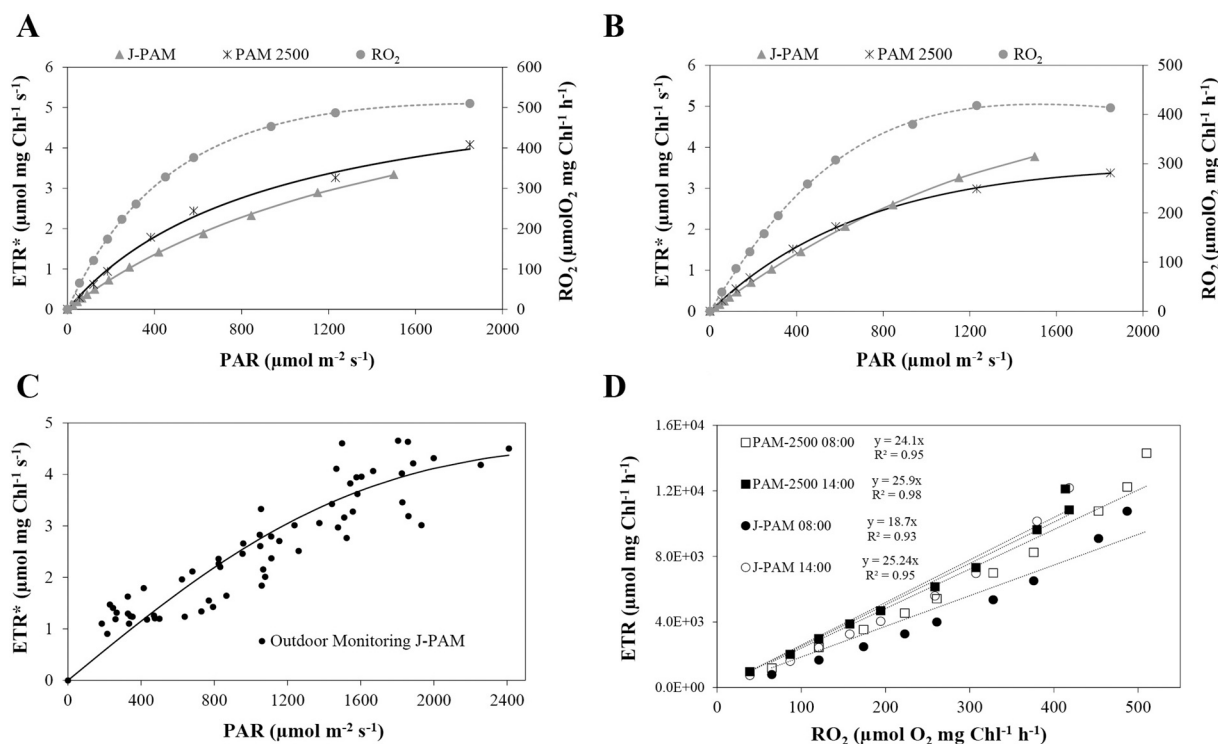 A
J-PAM PAM 2500 RO₂
ETR* (µmol mg Chl⁻¹ s⁻¹)
6
5
4
3
2
1
0
600
500
400
300
200
100
0
RO₂ (µmolO₂ mg Chl⁻¹ h⁻¹)
0 400 800 1200 1600 2000
PAR (µmol m⁻² s⁻¹)
B
J-PAM PAM 2500 RO₂
ETR* (µmol mg Chl⁻¹ s⁻¹)
6
5
4
3
2
1
0
500
400
300
200
100
0
RO₂ (µmolO₂ mg Chl⁻¹ h⁻¹)
0 400 800 1200 1600 2000
PAR (µmol m⁻² s⁻¹)
C
ETR* (µmol mg Chl⁻¹ s⁻¹)
5
4
3
2
1
0
Outdoor Monitoring J-PAM
0 400 800 1200 1600 2000 2400
PAR (µmol m⁻² s⁻¹)
D
ETR (µmol mg Chl⁻¹ h⁻¹)
1.6E+04
1.2E+04
8.0E+03
4.0E+03
0.0E+00
PAM-2500 08:00 y = 24.1x
R² = 0.95
PAM-2500 14:00 y = 25.9x
R² = 0.98
J-PAM 08:00 y = 18.7x
R² = 0.93
J-PAM 14:00 y = 25.24x
R² = 0.95
0 100 200 300 400 500
RO₂ (µmol O₂ mg Chl⁻¹ h⁻¹)